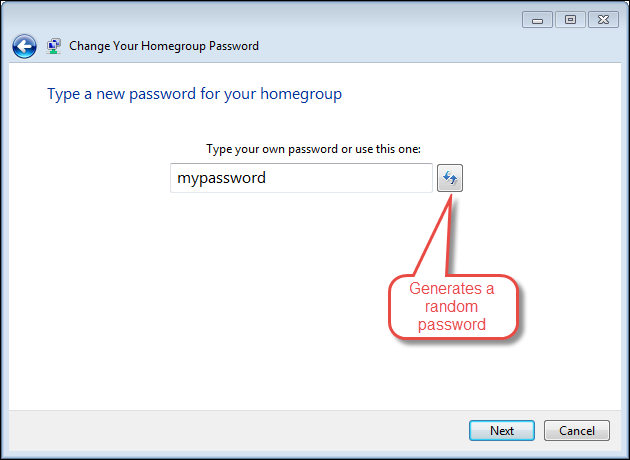 Change Your Homegroup Password
Type a new password for your homegroup
Type your own password or use this one:
mypassword
Generates a
random
password
Next
Cancel